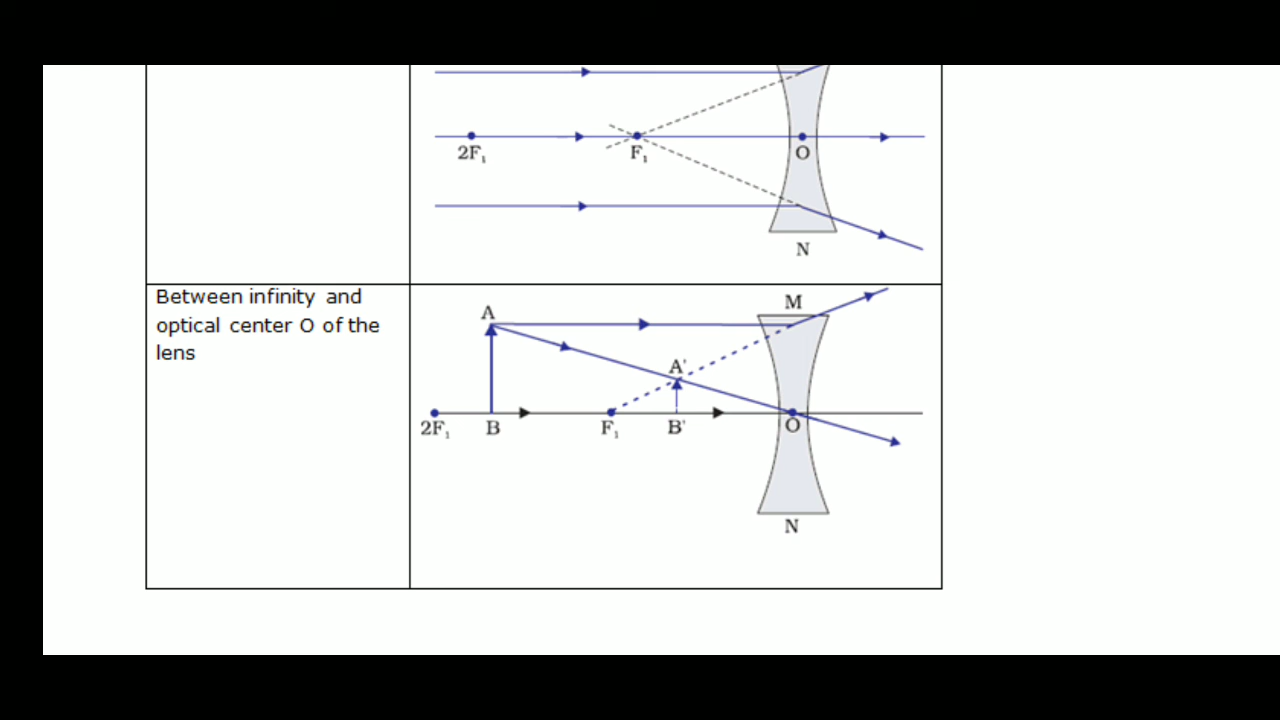 2F₁
F₁
O
N
Between infinity and
optical center O of the
lens
M
A
A'
2F₁
B
F₁
B'
O
N